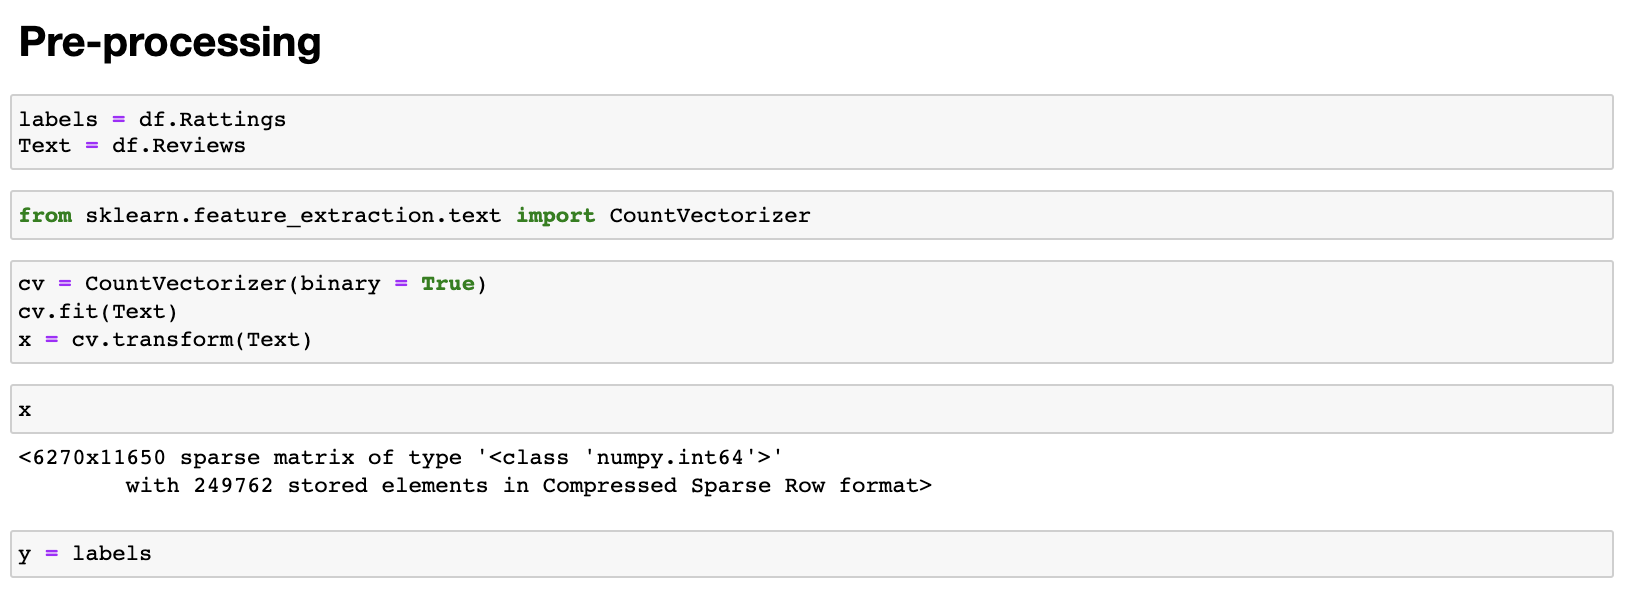 Pre-processing
labels = df.Rattings
Text = df.Reviews
from sklearn.feature_extraction.text import CountVectorizer
cv = CountVectorizer(binary = True)
cv.fit(Text)
x = cv.transform(Text)
x
<6270x11650 sparse matrix of type '<class 'numpy.int64'>'
        with 249762 stored elements in Compressed Sparse Row format>
y = labels